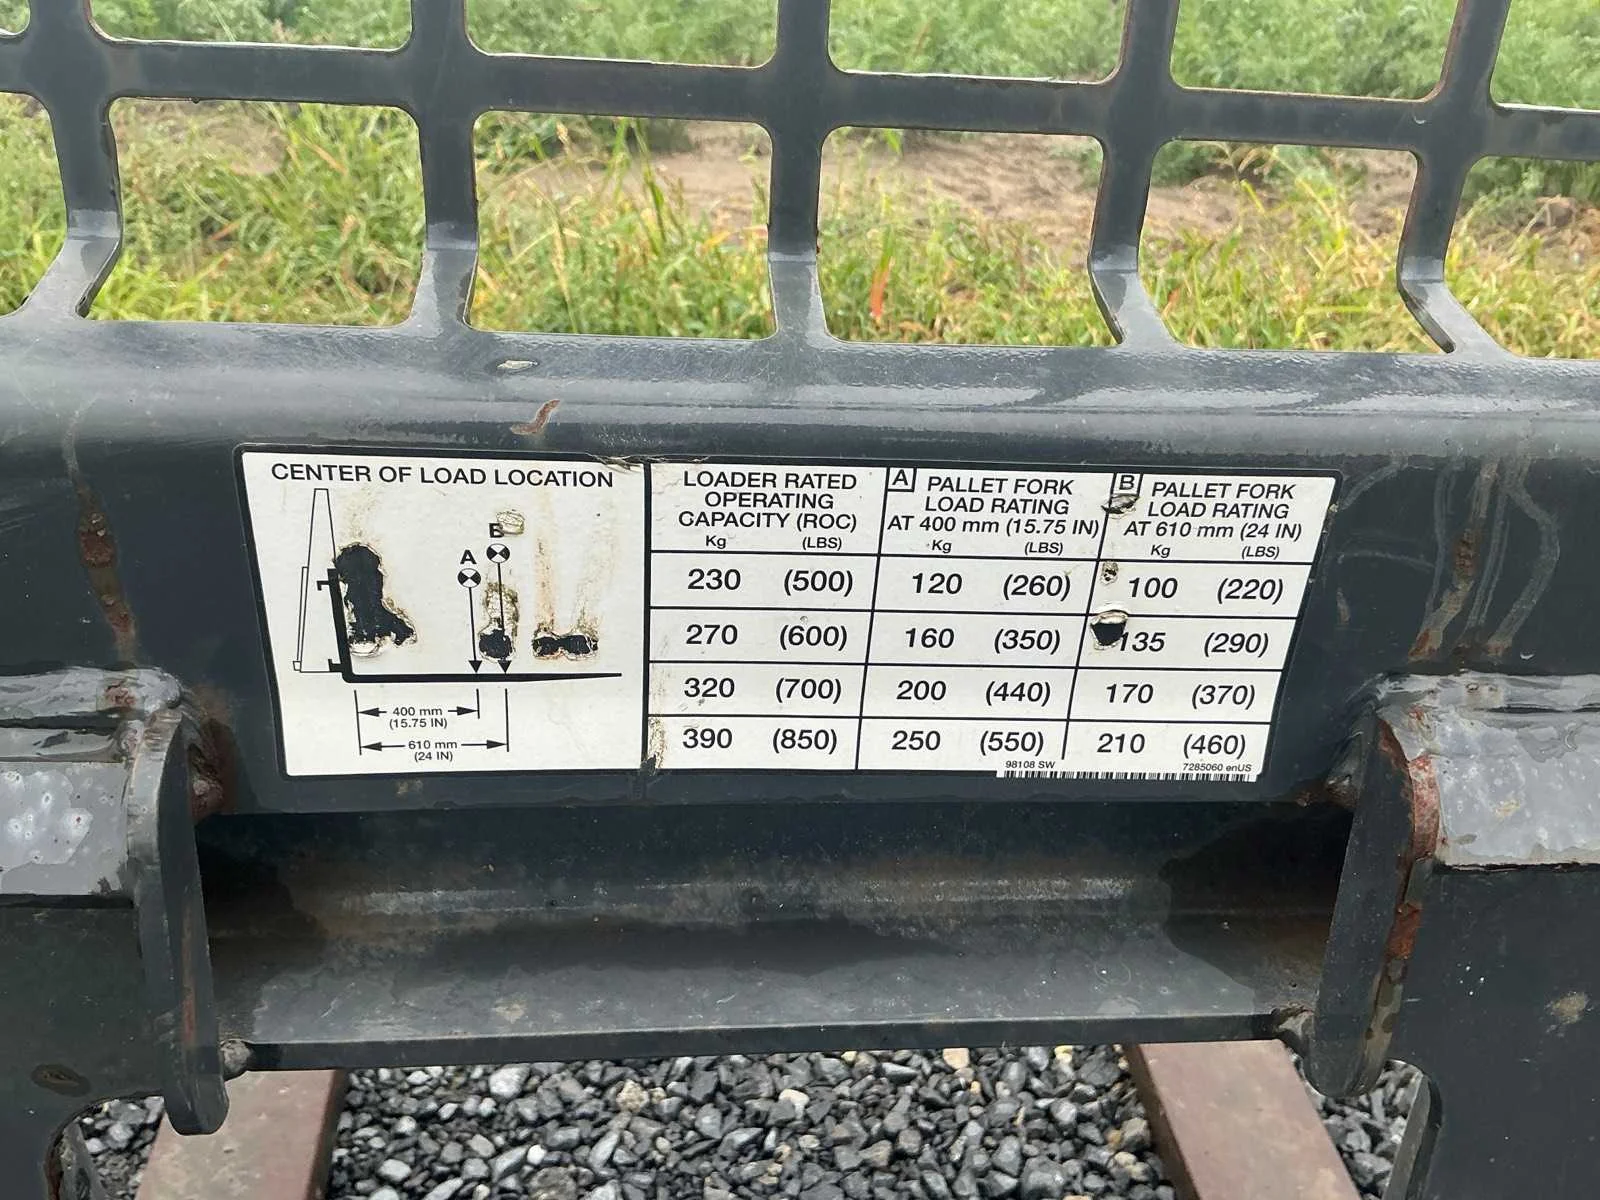 CENTER OF LOAD LOCATION
B
A
400 mm
(15.75 IN)
610 mm
(24 IN)
LOADER RATED
OPERATING
CAPACITY (ROC)
Kg (LBS)
A PALLET FORK
LOAD RATING
AT 400 mm (15.75 IN)
Kg (LBS)
B PALLET FORK
LOAD RATING
AT 610 mm (24 IN)
Kg (LBS)
230 (500) 120 (260) 100 (220)
270 (600) 160 (350) 135 (290)
320 (700) 200 (440) 170 (370)
390 (850) 250 (550) 210 (460)
98108 SW 7285060 enUS